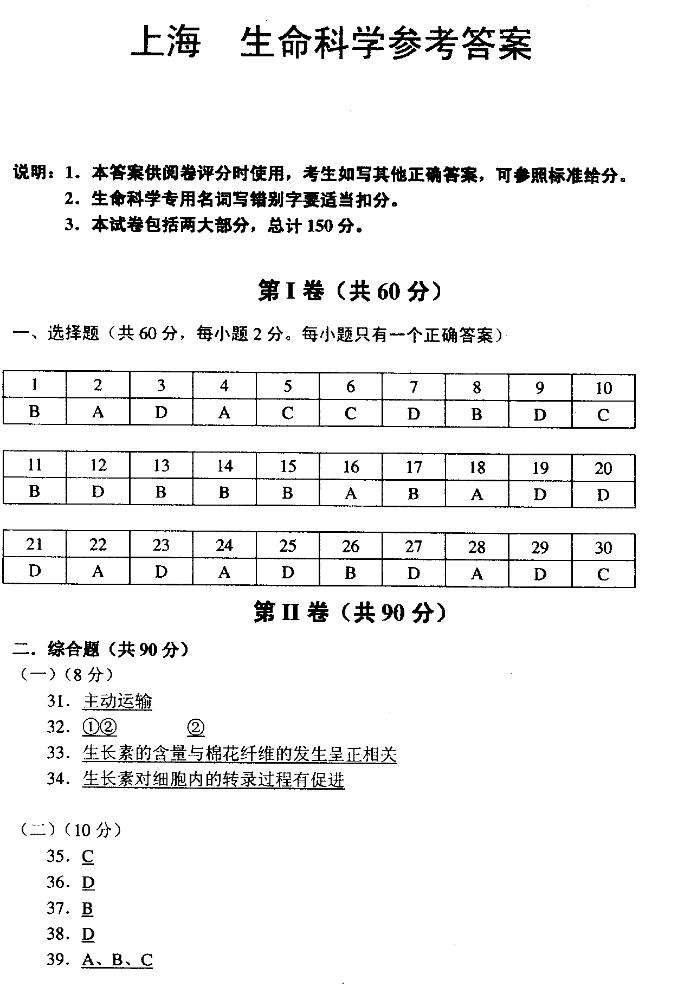 上海 生命科学参考答案
说明：1．本答案供阅卷评分时使用，考生如写其他正确答案，可参照标准给分。
2．生命科学专用名词写错别字要适当扣分。
3．本试卷包括两大部分，总计 150 分。
第 I 卷（共 60 分）
一、选择题（共 60 分，每小题 2 分。每小题只有一个正确答案）
1 2 3 4 5 6 7 8 9 10
B A D A C C D B D C
11 12 13 14 15 16 17 18 19 20
B D B B B A B A D D
21 22 23 24 25 26 27 28 29 30
D A D A D B D A D C
第 II 卷（共 90 分）
二．综合题（共 90 分）
（一）（8 分）
31．主动运输
32．①② ②
33．生长素的含量与棉花纤维的发生呈正相关
34．生长素对细胞内的转录过程有促进
（二）（10 分）
35．C
36．D
37．B
38．D
39．A、B、C